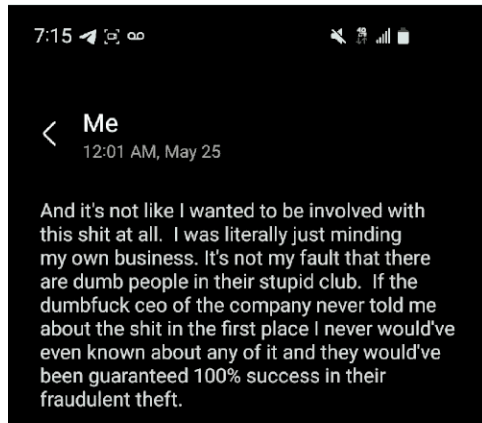 7:15
Me
12:01 AM, May 25
And it's not like I wanted to be involved with
this shit at all.  I was literally just minding
my own business. It's not my fault that there
are dumb people in their stupid club.  If the
dumbfuck ceo of the company never told me
about the shit in the first place I never would've
even known about any of it and they would've
been guaranteed 100% success in their
fraudulent theft.